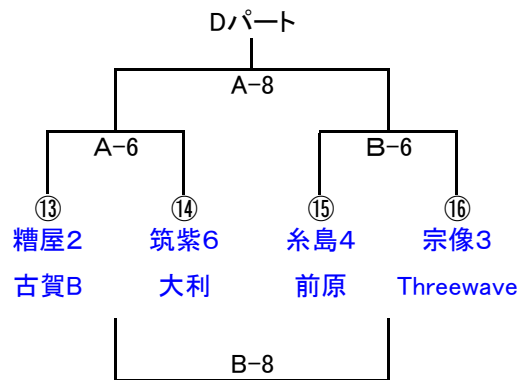 Dパート
A-8
A-6 B-6
⑬ ⑭ ⑮ ⑯
糟屋2 筑紫6 糸島4 宗像3
古賀B 大利 前原 Threewave
B-8